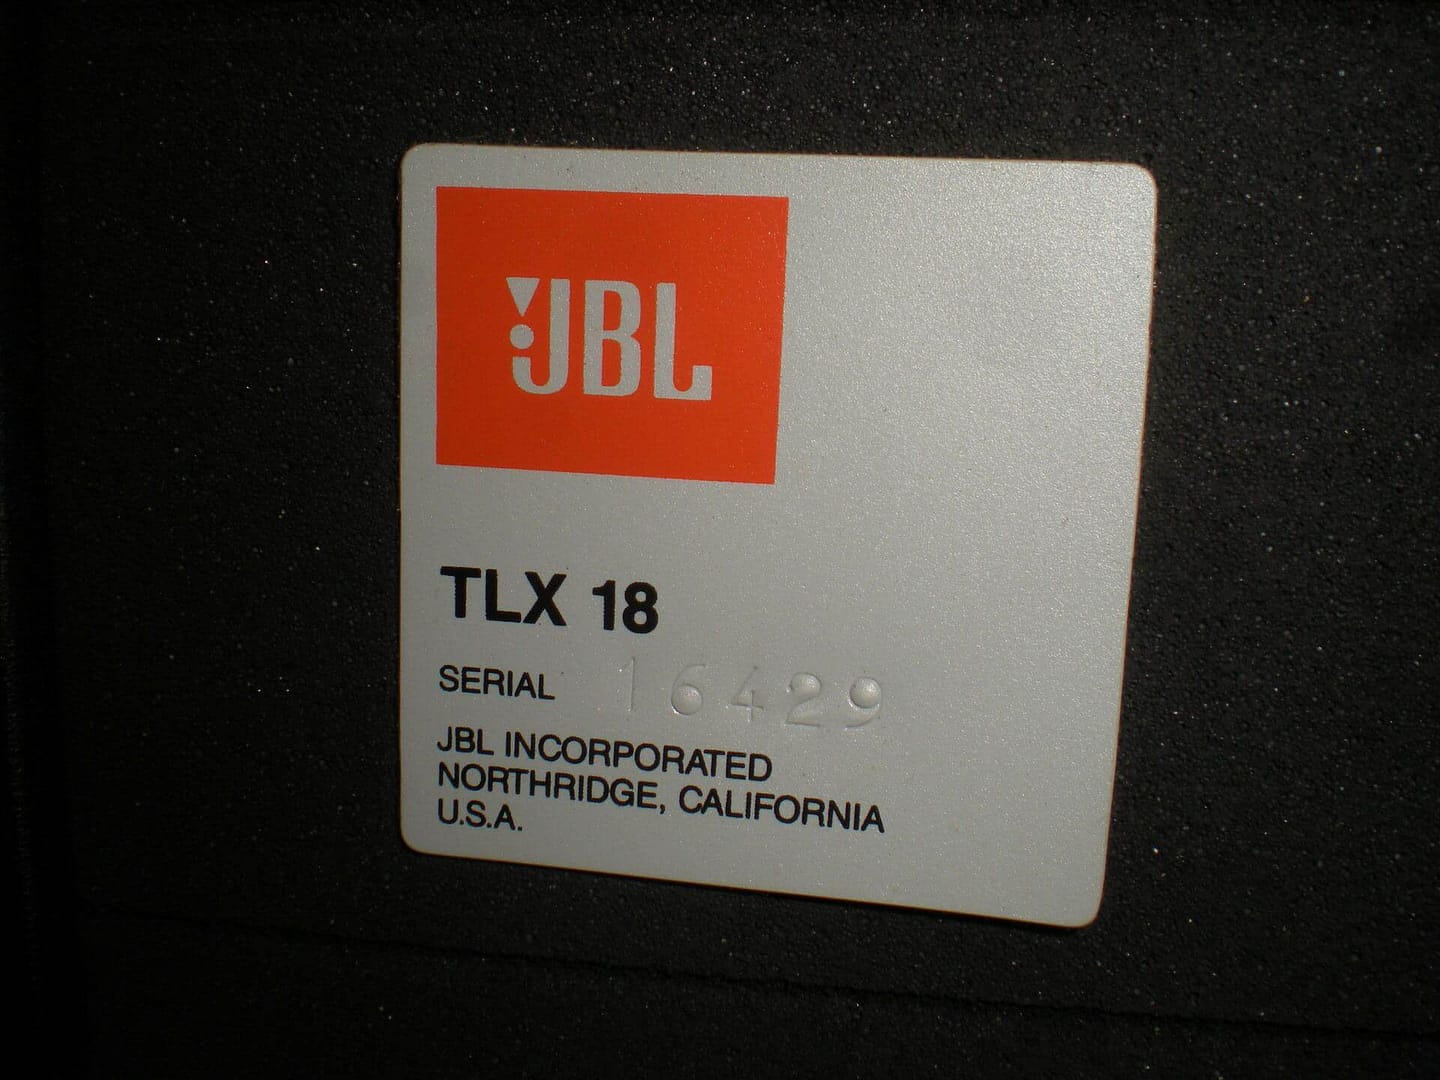 JBL
TLX 18
SERIAL 16429
JBL INCORPORATED
NORTHRIDGE, CALIFORNIA
U.S.A.